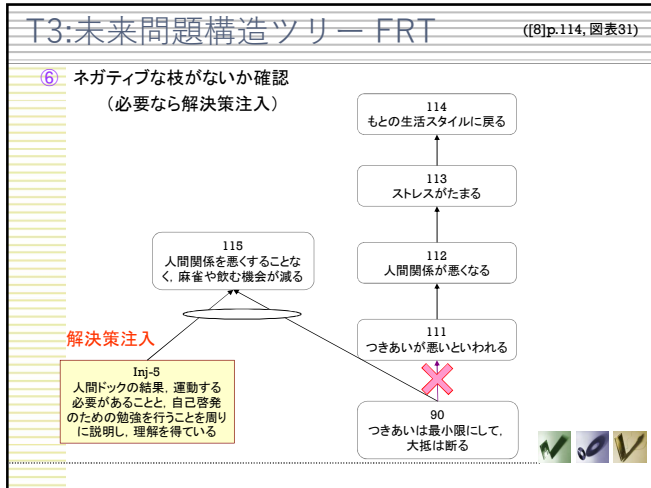 T3:未来問題構造ツリー FRT
([8]p.114, 図表31)
⑥ ネガティブな枝がないか確認
(必要なら解決策注入)
114
もとの生活スタイルに戻る
113
ストレスがたまる
115
人間関係を悪くすることな
く, 麻雀や飲む機会が減る
112
人間関係が悪くなる
解決策注入
111
つきあいが悪いといわれる
Inj-5
人間ドックの結果, 運動する
必要があることと, 自己啓発
のための勉強を行うことを周り
に説明し, 理解を得ている
90
つきあいは最小限にして,
大抵は断る